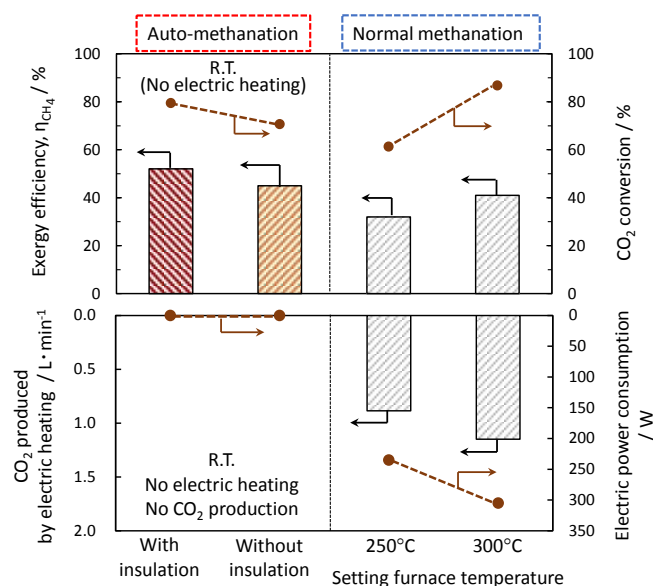 Auto-methanation
Normal methanation
Exergy efficiency, η_CH₄ / %
100
80
60
40
20
0
R.T.
(No electric heating)
100
80
60
40
20
0
CO₂ conversion / %
CO₂ produced
by electric heating / L・min⁻¹
0.0
0.5
1.0
1.5
2.0
R.T.
No electric heating
No CO₂ production
0
50
100
150
200
250
300
350
Electric power consumption
/ W
With
insulation
Without
insulation
250°C
300°C
Setting furnace temperature